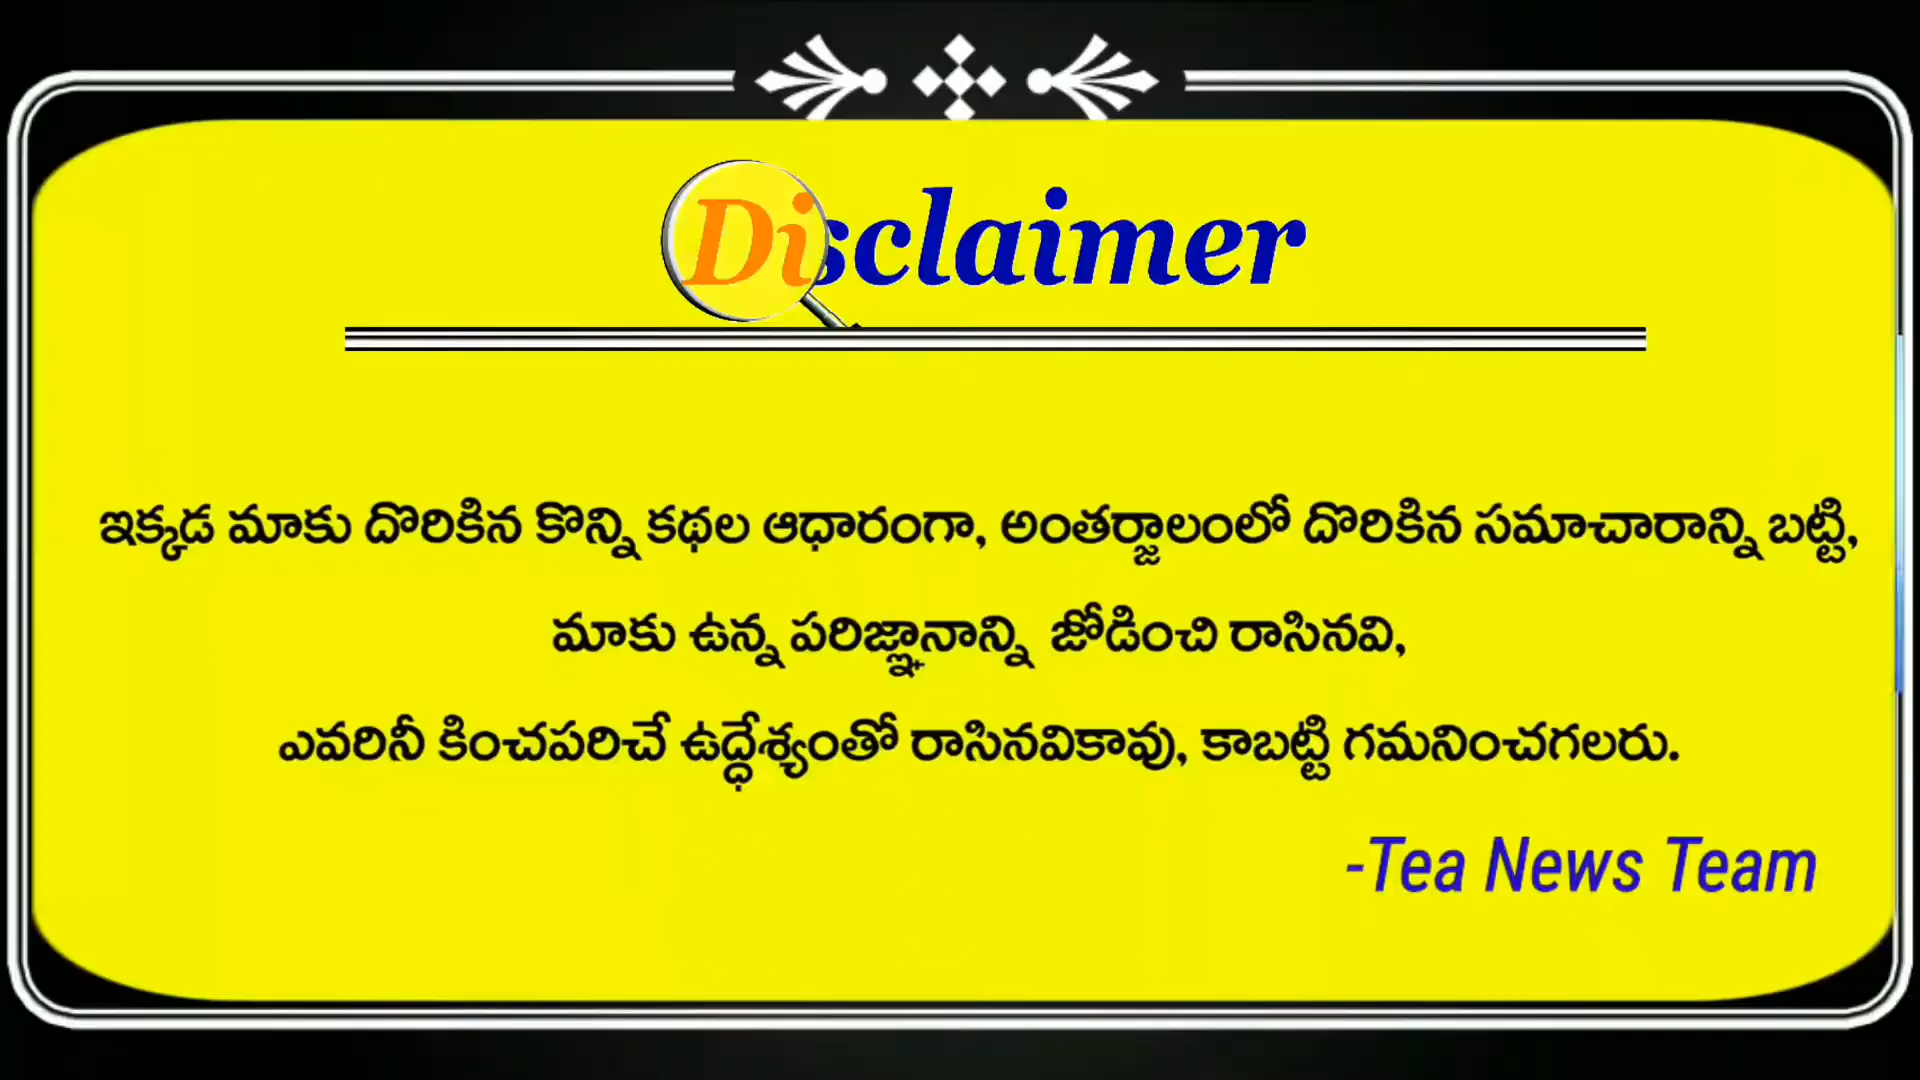 Disclaimer
ఇక్కడ మాకు దొరికిన కొన్ని కథల ఆధారంగా, అంతర్జాలంలో దొరికిన సమాచారాన్ని బట్టి,
మాకు ఉన్న పరిజ్ఞానాన్ని జోడించి రాసినవి,
ఎవరినీ కించపరిచే ఉద్ధేశ్యంతో రాసినవికావు, కాబట్టి గమనించగలరు.
-Tea News Team